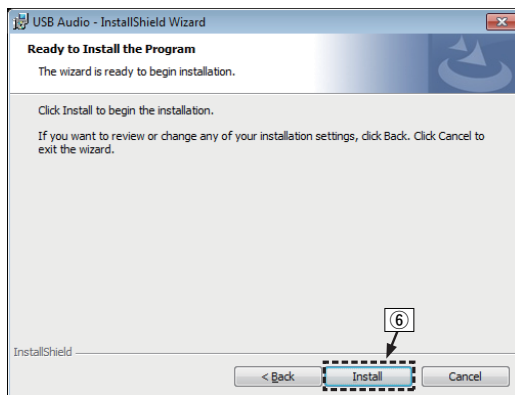 USB Audio - InstallShield Wizard
Ready to Install the Program
The wizard is ready to begin installation.
Click Install to begin the installation.
If you want to review or change any of your installation settings, click Back. Click Cancel to
exit the wizard.
⑥
InstallShield
< Back Install Cancel